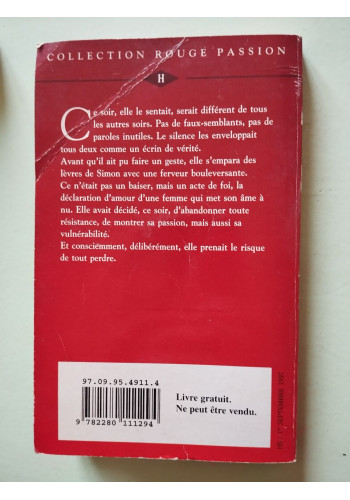 COLLECTION ROUGE PASSION
H
Ce soir, elle le sentait, serait différent de tous
les autres soirs. Pas de faux-semblants, pas de
paroles inutiles. Le silence les enveloppait
tous deux comme un écrin de vérité.
Avant qu'il ait pu faire un geste, elle s'empara des
lèvres de Simon avec une ferveur bouleversante.
Ce n'était pas un baiser, mais un acte de foi, la
déclaration d'amour d'une femme qui met son âme à
nu. Elle avait décidé, ce soir, d'abandonner toute
résistance, de montrer sa passion, mais aussi sa
vulnérabilité.
Et consciemment, délibérément, elle prenait le risque
de tout perdre.
97.09.95.4911.4
9 782280 111294
Livre gratuit.
Ne peut être vendu.
SEPTEMBRE